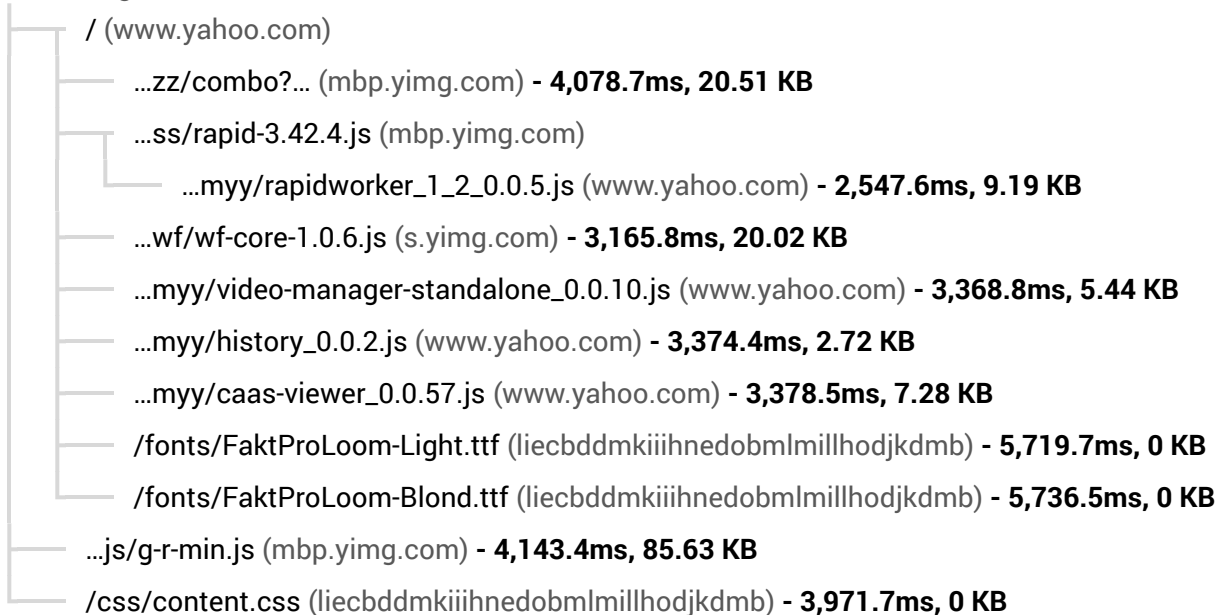 / (www.yahoo.com)
...zz/combo?... (mbp.yimg.com) - 4,078.7ms, 20.51 KB
...ss/rapid-3.42.4.js (mbp.yimg.com)
...myy/rapidworker_1_2_0.0.5.js (www.yahoo.com) - 2,547.6ms, 9.19 KB
...wf/wf-core-1.0.6.js (s.yimg.com) - 3,165.8ms, 20.02 KB
...myy/video-manager-standalone_0.0.10.js (www.yahoo.com) - 3,368.8ms, 5.44 KB
...myy/history_0.0.2.js (www.yahoo.com) - 3,374.4ms, 2.72 KB
...myy/caas-viewer_0.0.57.js (www.yahoo.com) - 3,378.5ms, 7.28 KB
/fonts/FaktProLoom-Light.ttf (liecbddmkiiihnedobmlmillhodjkdmb) - 5,719.7ms, 0 KB
/fonts/FaktProLoom-Blond.ttf (liecbddmkiiihnedobmlmillhodjkdmb) - 5,736.5ms, 0 KB
...js/g-r-min.js (mbp.yimg.com) - 4,143.4ms, 85.63 KB
/css/content.css (liecbddmkiiihnedobmlmillhodjkdmb) - 3,971.7ms, 0 KB